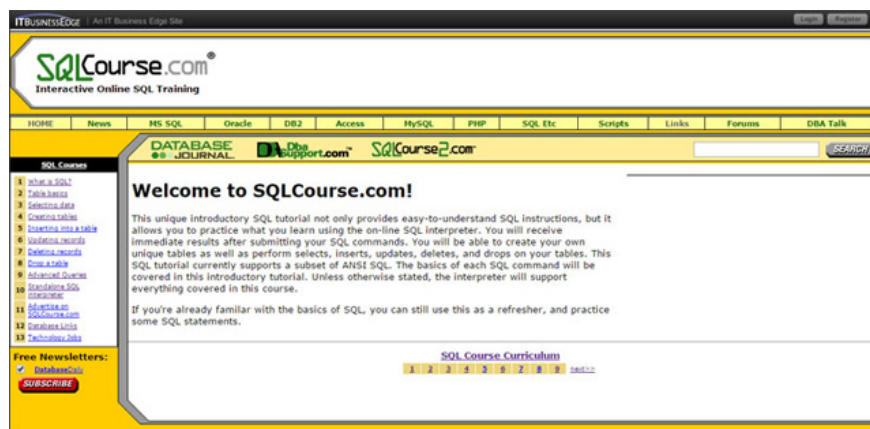 ITBUSINESSEDGE | An IT Business Edge Site
Login Register
SQLCourse.com®
Interactive Online SQL Training
HOME News MS SQL Oracle DB2 Access MySQL PHP SQL Etc Scripts Links Forums DBA Talk
DATABASE JOURNAL DbaSupport.com™ SQLCourse2.com SEARCH
SQL Courses
1 What is SQL?
2 Table basics
3 Selecting data
4 Creating tables
5 Inserting into a table
6 Updating records
7 Deleting records
8 Drop a table
9 Advanced Queries
10 Standalone SQL
interpreter
11 Advertise on
SQLCourse.com
12 Database Links
13 Technology Jobs
Free Newsletters:
DatabaseDaily
SUBSCRIBE
Welcome to SQLCourse.com!
This unique introductory SQL tutorial not only provides easy-to-understand SQL instructions, but it
allows you to practice what you learn using the on-line SQL interpreter. You will receive
immediate results after submitting your SQL commands. You will be able to create your own
unique tables as well as perform selects, inserts, updates, deletes, and drops on your tables. This
SQL tutorial currently supports a subset of ANSI SQL. The basics of each SQL command will be
covered in this introductory tutorial. Unless otherwise stated, the interpreter will support
everything covered in this course.
If you're already familar with the basics of SQL, you can still use this as a refresher, and practice
some SQL statements.
SQL Course Curriculum
1 2 3 4 5 6 7 8 9 next>>